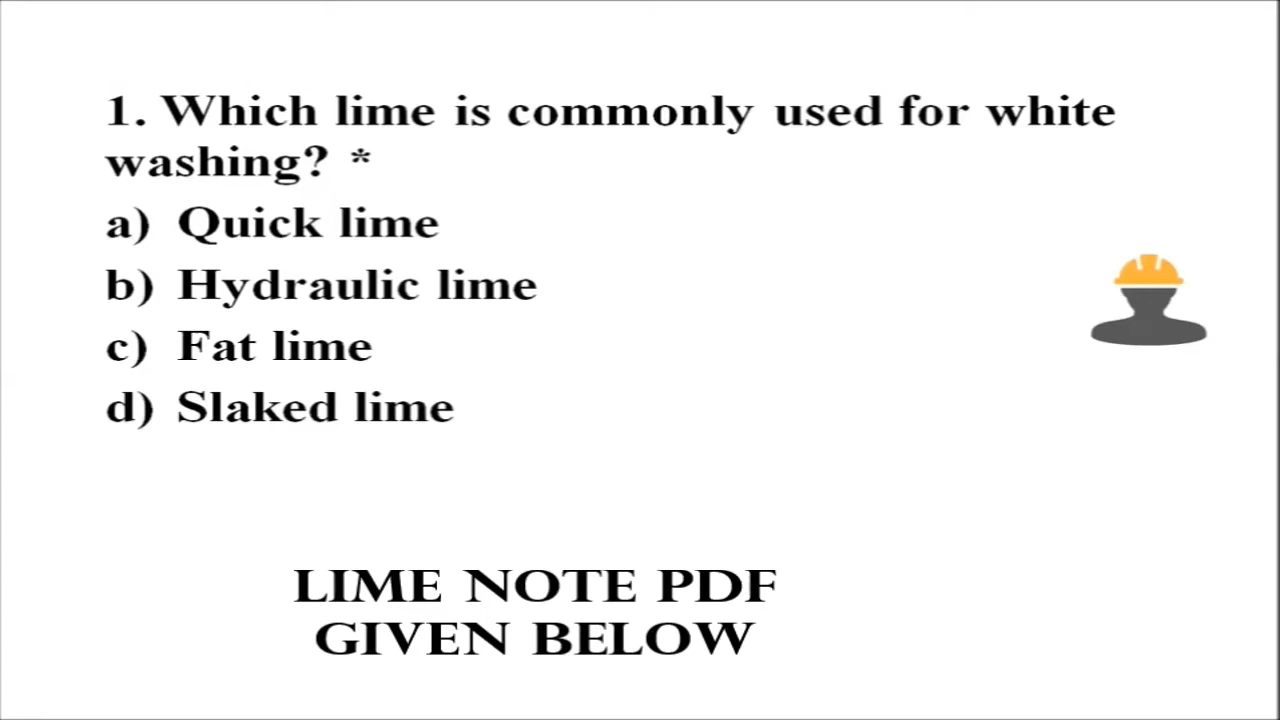 1. Which lime is commonly used for white
washing? *
a) Quick lime
b) Hydraulic lime
c) Fat lime
d) Slaked lime
LIME NOTE PDF
GIVEN BELOW